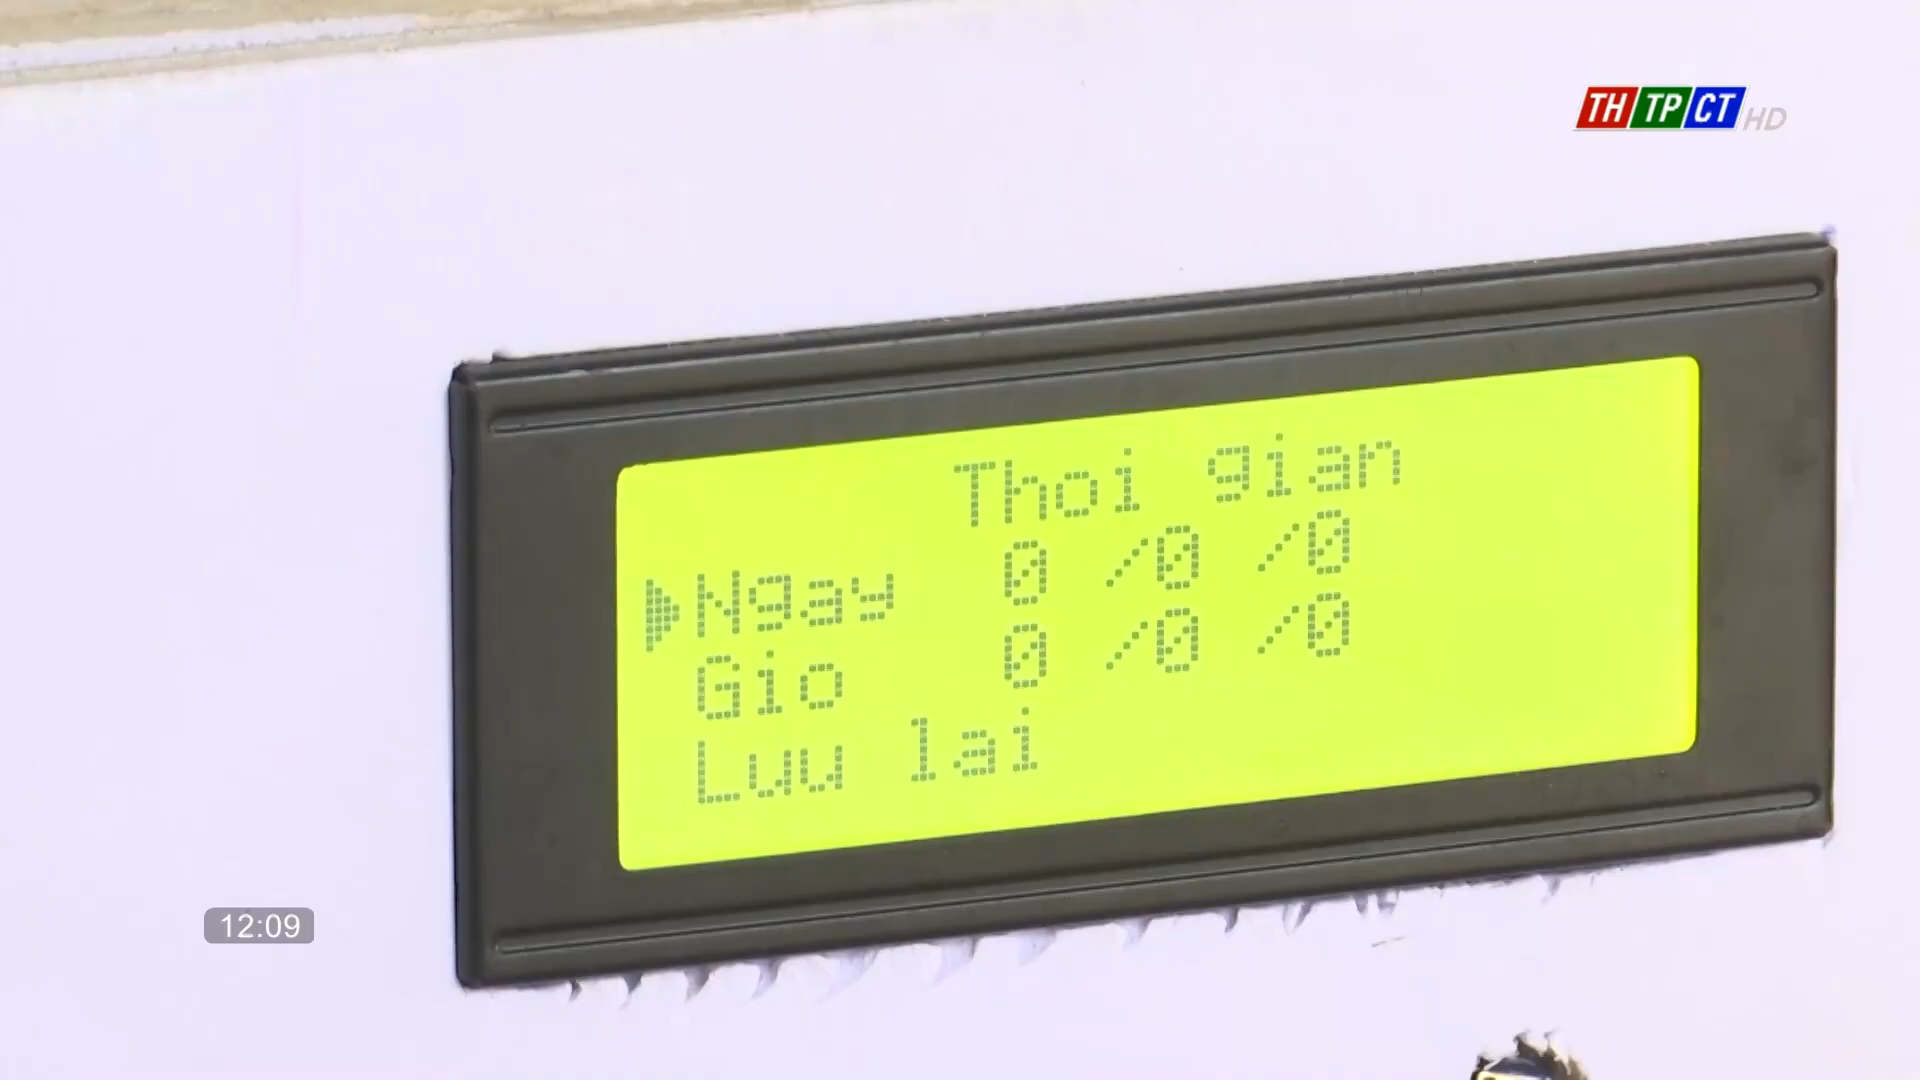 THTPCT HD
Thoi gian
Ngay 0 /0 /0
Gio 0 /0 /0
Luu lai
12:09